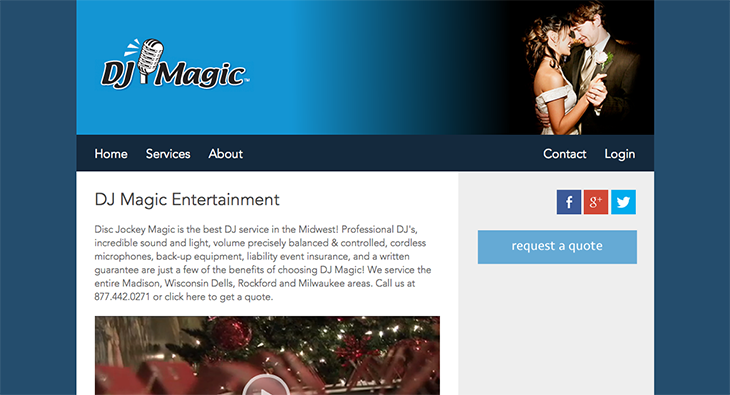 DJ Magic™
Home Services About Contact Login
DJ Magic Entertainment
Disc Jockey Magic is the best DJ service in the Midwest! Professional DJ's,
incredible sound and light, volume precisely balanced & controlled, cordless
microphones, back-up equipment, liability event insurance, and a written
guarantee are just a few of the benefits of choosing DJ Magic! We service the
entire Madison, Wisconsin Dells, Rockford and Milwaukee areas. Call us at
877.442.0271 or click here to get a quote.
f g+
request a quote